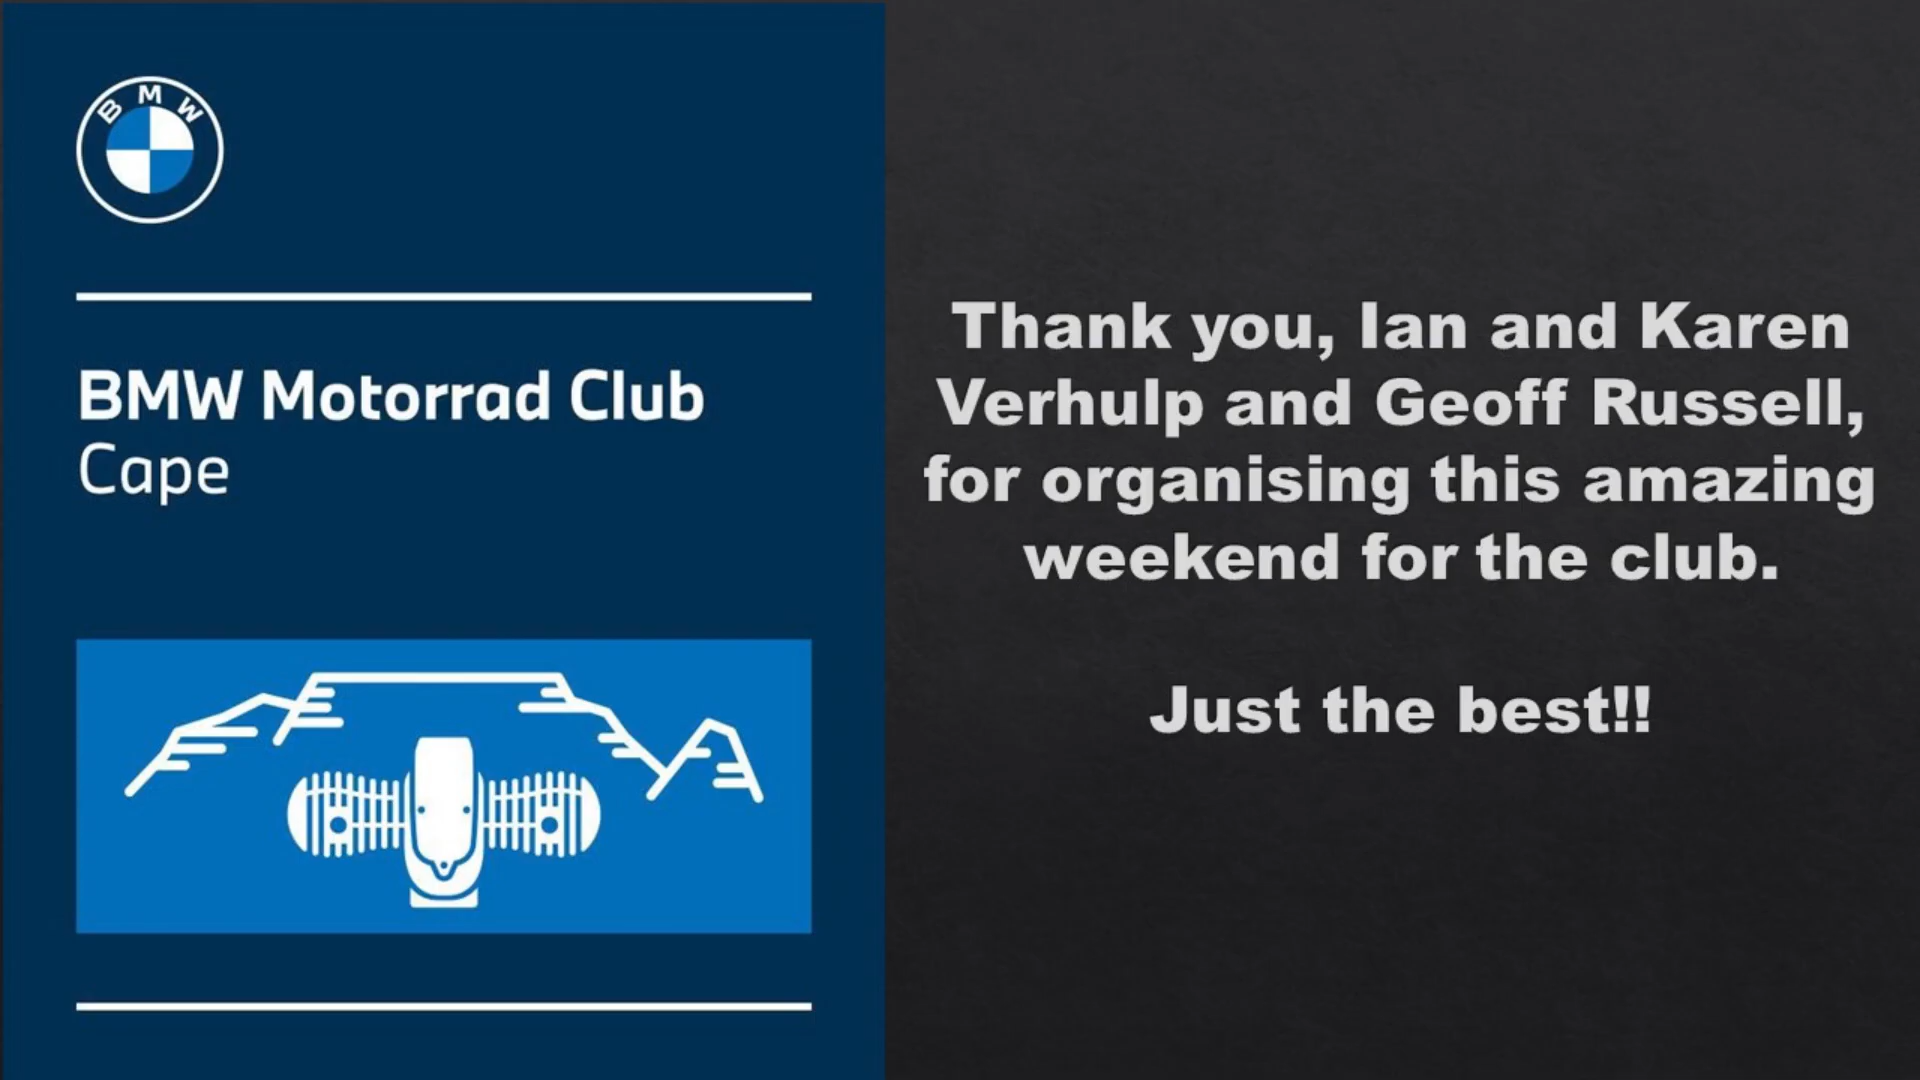 BMW
BMW Motorrad Club
Cape
Thank you, Ian and Karen
Verhulp and Geoff Russell,
for organising this amazing
weekend for the club.
Just the best!!